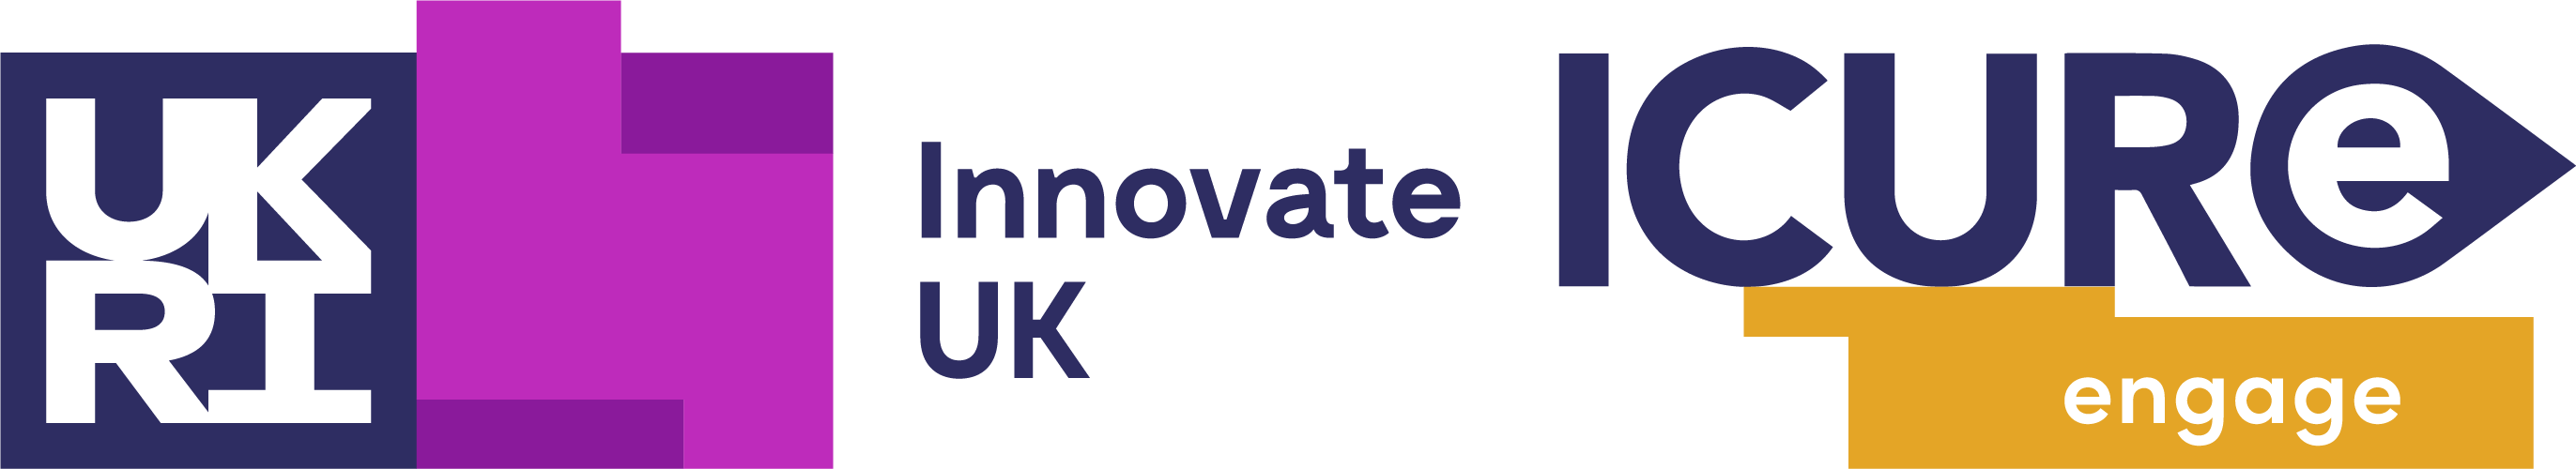 UK
RI
Innovate
UK
ICURe
engage